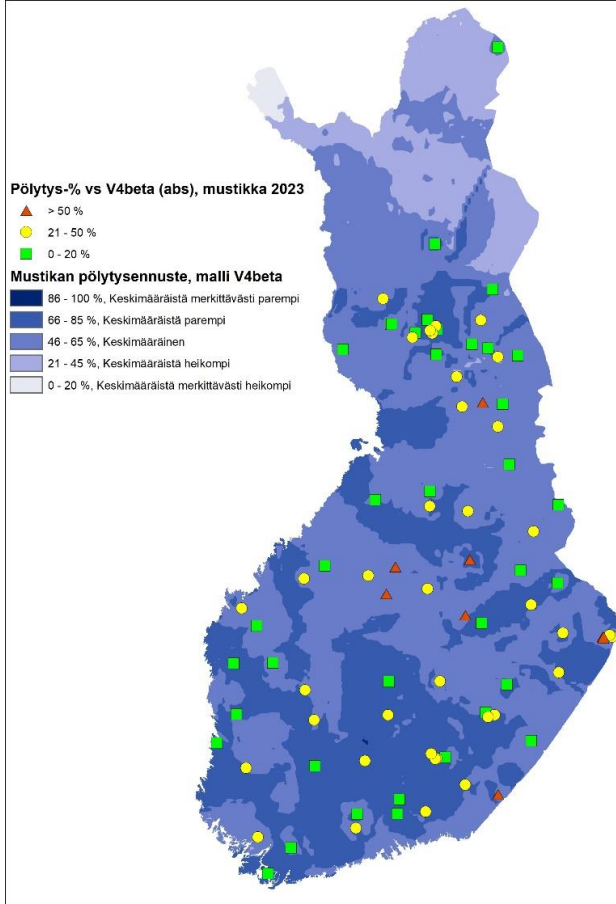 Pölytys-% vs V4beta (abs), mustikka 2023
> 50 %
21 - 50 %
0 - 20 %
Mustikan pölytysennuste, malli V4beta
86 - 100 %, Keskimääräistä merkittävästi parempi
66 - 85 %, Keskimääräistä parempi
46 - 65 %, Keskimääräinen
21 - 45 %, Keskimääräistä heikompi
0 - 20 %, Keskimääräistä merkittävästi heikompi